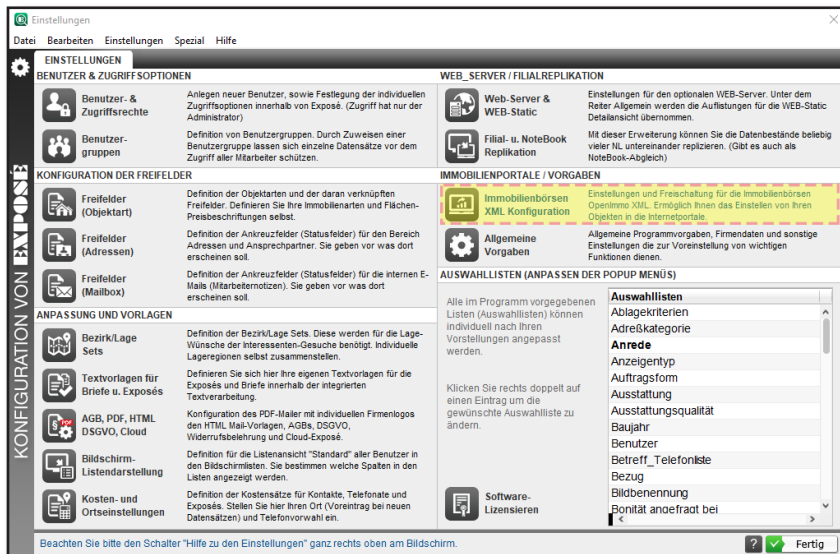 Einstellungen
Datei Bearbeiten Einstellungen Spezial Hilfe
KONFIGURATION VON EXPOSÉ
EINSTELLUNGEN
BENUTZER & ZUGRIFFSOPTIONEN
Benutzer- &
Zugriffsrechte
Anlegen neuer Benutzer, sowie Festlegung der individuellen
Zugriffsoptionen innerhalb von Exposé. (Zugriff hat nur der
Administrator)
Benutzer-
gruppen
Definition von Benutzergruppen. Durch Zuweisen einer
Benutzergruppe lassen sich einzelne Datensätze vor dem
Zugriff aller Mitarbeiter schützen.
KONFIGURATION DER FREIFELDER
Freifelder
(Objektart)
Definition der Objektarten und der daran verknüpften
Freifelder. Definieren Sie Ihre Immobilienarten und Flächen-
Preisbeschriftungen selbst.
Freifelder
(Adressen)
Definition der Ankreuzfelder (Statusfelder) für den Bereich
Adressen und Ansprechpartner. Sie geben vor was dort
erscheinen soll.
Freifelder
(Mailbox)
Definition der Ankreuzfelder (Statusfelder) für die internen E-
Mails (Mitarbeiternotizen). Sie geben vor was dort
erscheinen soll.
ANPASSUNG UND VORLAGEN
Bezirk/Lage
Sets
Definition der Bezirk/Lage Sets. Diese werden für die Lage-
Wünsche der Interessenten-Gesuche benötigt. Individuelle
Lageregionen selbst zusammenstellen.
Textvorlagen für
Briefe u. Exposés
Definieren Sie sich hier Ihre eigenen Textvorlagen für die
Exposés und Briefe innerhalb der integrierten
Textverarbeitung.
AGB, PDF, HTML
DSGVO, Cloud
Konfiguration des PDF-Mailer mit individuellen Firmenlogos
den HTML Mail-Vorlagen, AGBs, DSGVO,
Widerrufsbelehrung und Cloud-Exposé.
Bildschirm-
Listendarstellung
Definition für die Listenansicht "Standard" aller Benutzer in
den Bildschirmlisten. Sie bestimmen welche Spalten in den
Listen angezeigt werden.
Kosten- und
Ortseinstellungen
Definition der Kostensätze für Kontakte, Telefonate und
Exposés. Stellen Sie hier Ihren Ort (Voreintrag bei neuen
Datensätzen) und Telefonvorwahl ein.
WEB_SERVER / FILIALREPLIKATION
Web-Server &
WEB-Static
Einstellungen für den optionalen WEB-Server. Unter dem
Reiter Allgemein werden die Auflistungen für die WEB-Static
Detailansicht übernommen.
Filial- u. NoteBook
Replikation
Mit dieser Erweiterung können Sie die Datenbestände beliebig
vieler NL untereinander replizieren. (Gibt es auch als
NoteBook-Abgleich)
IMMOBILIENPORTALE / VORGABEN
Immobilienbörsen
XML Konfiguration
Einstellungen und Freischaltung für die Immobilienbörsen
OpenImmo XML. Ermöglich Ihnen das Einstellen von Ihren
Objekten in die Internetportale.
Allgemeine
Vorgaben
Allgemeine Programmvorgaben, Firmendaten und sonstige
Einstellungen die zur Voreinstellung von wichtigen
Funktionen dienen.
AUSWAHLLISTEN (ANPASSEN DER POPUP MENÜS)
Alle im Programm vorgegebenen
Listen (Auswahllisten) können
individuell nach Ihren
Vorstellungen angepasst
werden.
Klicken Sie rechts doppelt auf
einen Eintrag um die
gewünschte Auswahlliste zu
ändern.
Software-
Lizensieren
Auswahllisten
Ablagekriterien
Adreßkategorie
Anrede
Anzeigentyp
Auftragsform
Ausstattung
Ausstattungsqualität
Baujahr
Benutzer
Betreff_Telefonliste
Bezug
Bildbenennung
Bonität angefragt bei
Beachten Sie bitte den Schalter "Hilfe zu den Einstellungen" ganz rechts oben am Bildschirm.
? Fertig